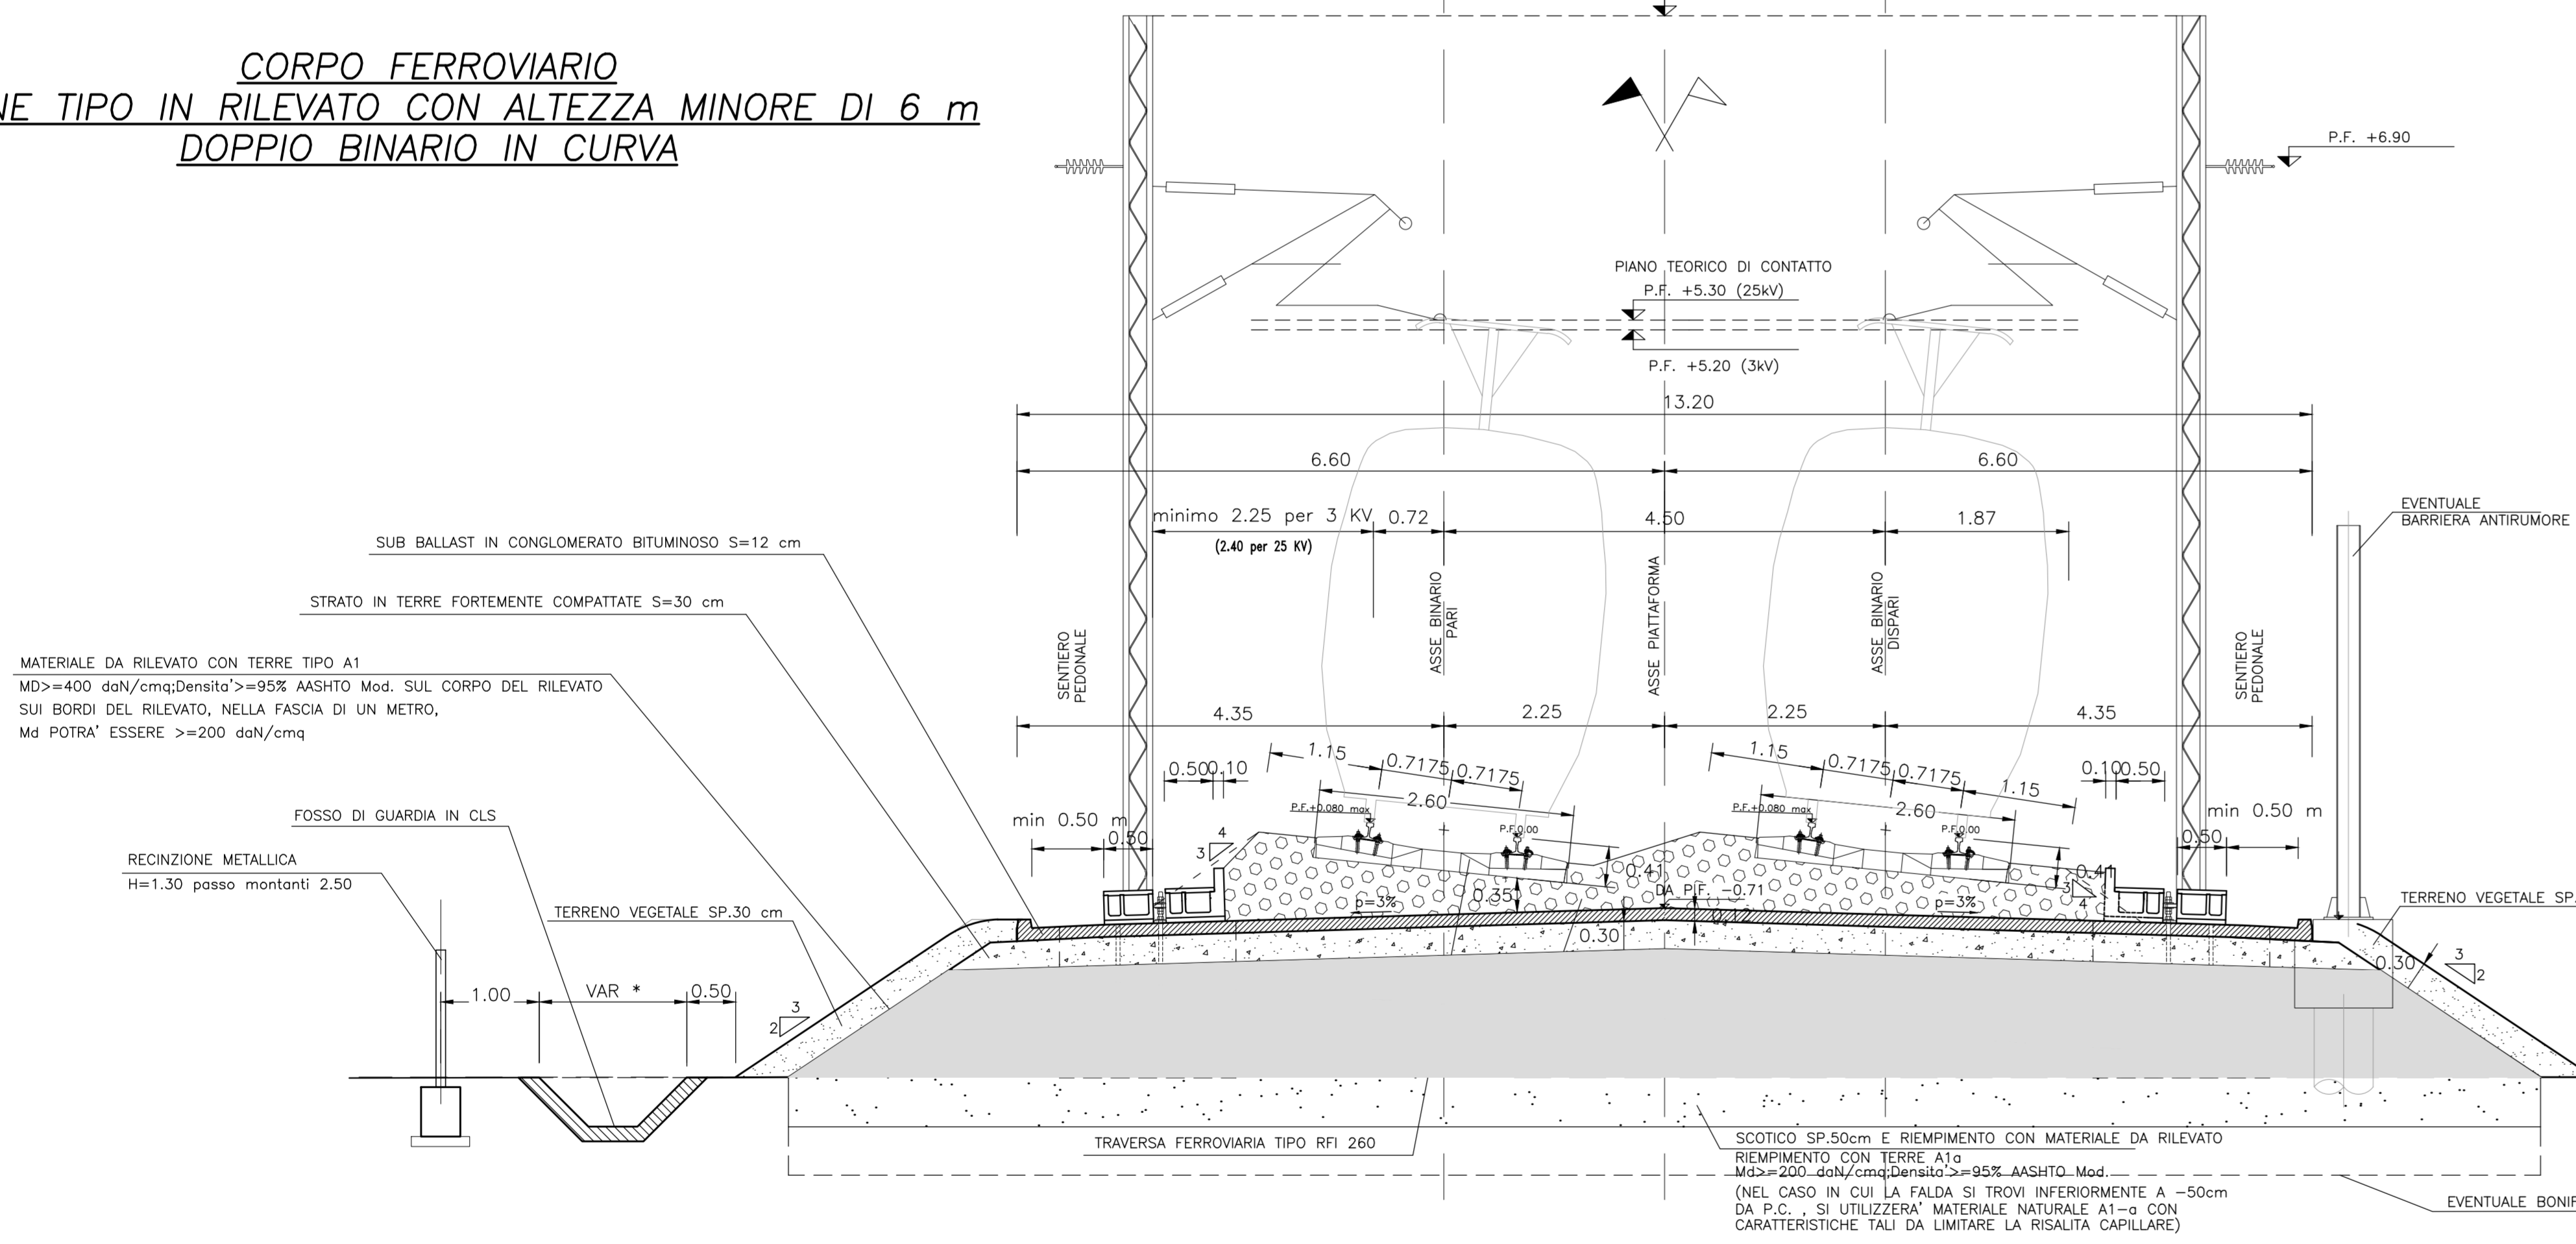 CORPO FERROVIARIO
NE TIPO IN RILEVATO CON ALTEZZA MINORE DI 6 m
DOPPIO BINARIO IN CURVA
P.F. +6.90
PIANO TEORICO DI CONTATTO
P.F. +5.30 (25kV)
P.F. +5.20 (3kV)
13.20
6.60
6.60
minimo 2.25 per 3 KV
(2.40 per 25 KV)
0.72
4.50
1.87
EVENTUALE
BARRIERA ANTIRUMORE
SUB BALLAST IN CONGLOMERATO BITUMINOSO S=12 cm
STRATO IN TERRE FORTEMENTE COMPATTATE S=30 cm
MATERIALE DA RILEVATO CON TERRE TIPO A1
MD>=400 daN/cmq;Densita'>=95% AASHTO Mod. SUL CORPO DEL RILEVATO
SUI BORDI DEL RILEVATO, NELLA FASCIA DI UN METRO,
Md POTRA' ESSERE >=200 daN/cmq
SENTIERO
PEDONALE
ASSE BINARIO
PARI
ASSE PIATTAFORMA
ASSE BINARIO
DISPARI
SENTIERO
PEDONALE
4.35
2.25
2.25
4.35
1.15
0.7175
0.7175
1.15
0.7175
0.7175
1.15
0.50
0.10
0.10
0.50
2.60
2.60
P.F.+0.080 max
P.F.0.00
P.F.+0.080 max
P.F.0.00
min 0.50 m
0.50
0.50
min 0.50 m
4
3
3
4
0.41
0.41
0.35
DA P.F. -0.71
p=3%
p=3%
0.12
0.30
FOSSO DI GUARDIA IN CLS
RECINZIONE METALLICA
H=1.30 passo montanti 2.50
TERRENO VEGETALE SP.30 cm
TERRENO VEGETALE SP.
0.30
3
2
1.00
VAR *
0.50
3
2
TRAVERSA FERROVIARIA TIPO RFI 260
SCOTICO SP.50cm E RIEMPIMENTO CON MATERIALE DA RILEVATO
RIEMPIMENTO CON TERRE A1a
Md>=200 daN/cmq;Densita'>=95% AASHTO Mod.
(NEL CASO IN CUI LA FALDA SI TROVI INFERIORMENTE A -50cm
DA P.C. , SI UTILIZZERA' MATERIALE NATURALE A1-a CON
CARATTERISTICHE TALI DA LIMITARE LA RISALITA CAPILLARE)
EVENTUALE BONIF